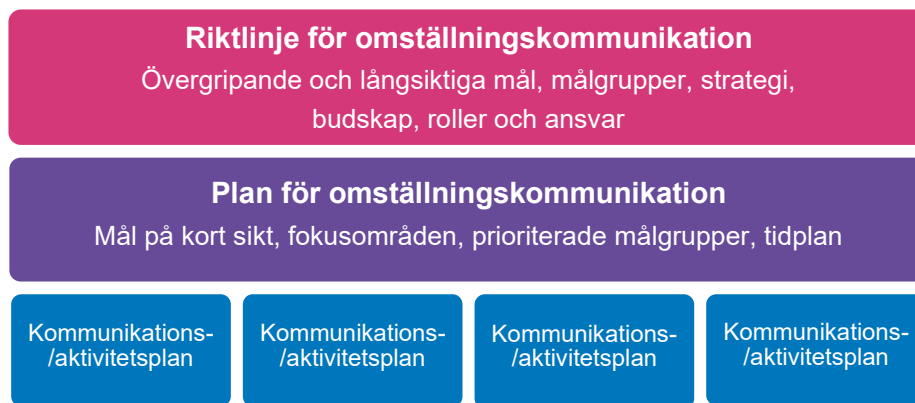 Riktlinje för omställningskommunikation
Övergripande och långsiktiga mål, målgrupper, strategi,
budskap, roller och ansvar
Plan för omställningskommunikation
Mål på kort sikt, fokusområden, prioriterade målgrupper, tidplan
Kommunikations-
/aktivitetsplan
Kommunikations-
/aktivitetsplan
Kommunikations-
/aktivitetsplan
Kommunikations-
/aktivitetsplan